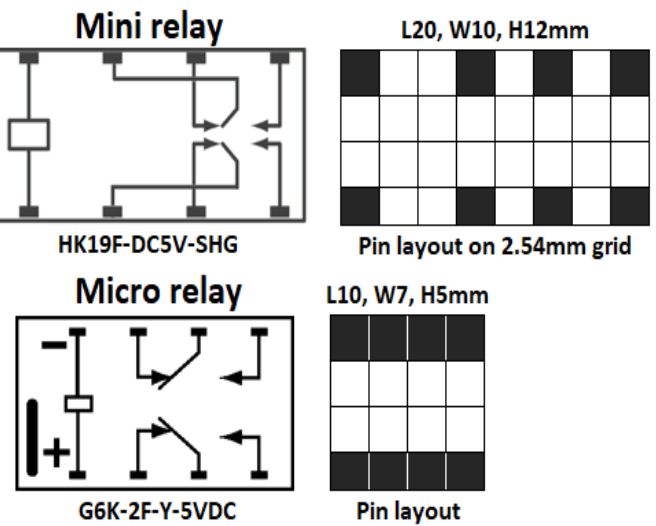 Mini relay
L20, W10, H12mm
HK19F-DC5V-SHG
Pin layout on 2.54mm grid
Micro relay
L10, W7, H5mm
−
+
G6K-2F-Y-5VDC
Pin layout